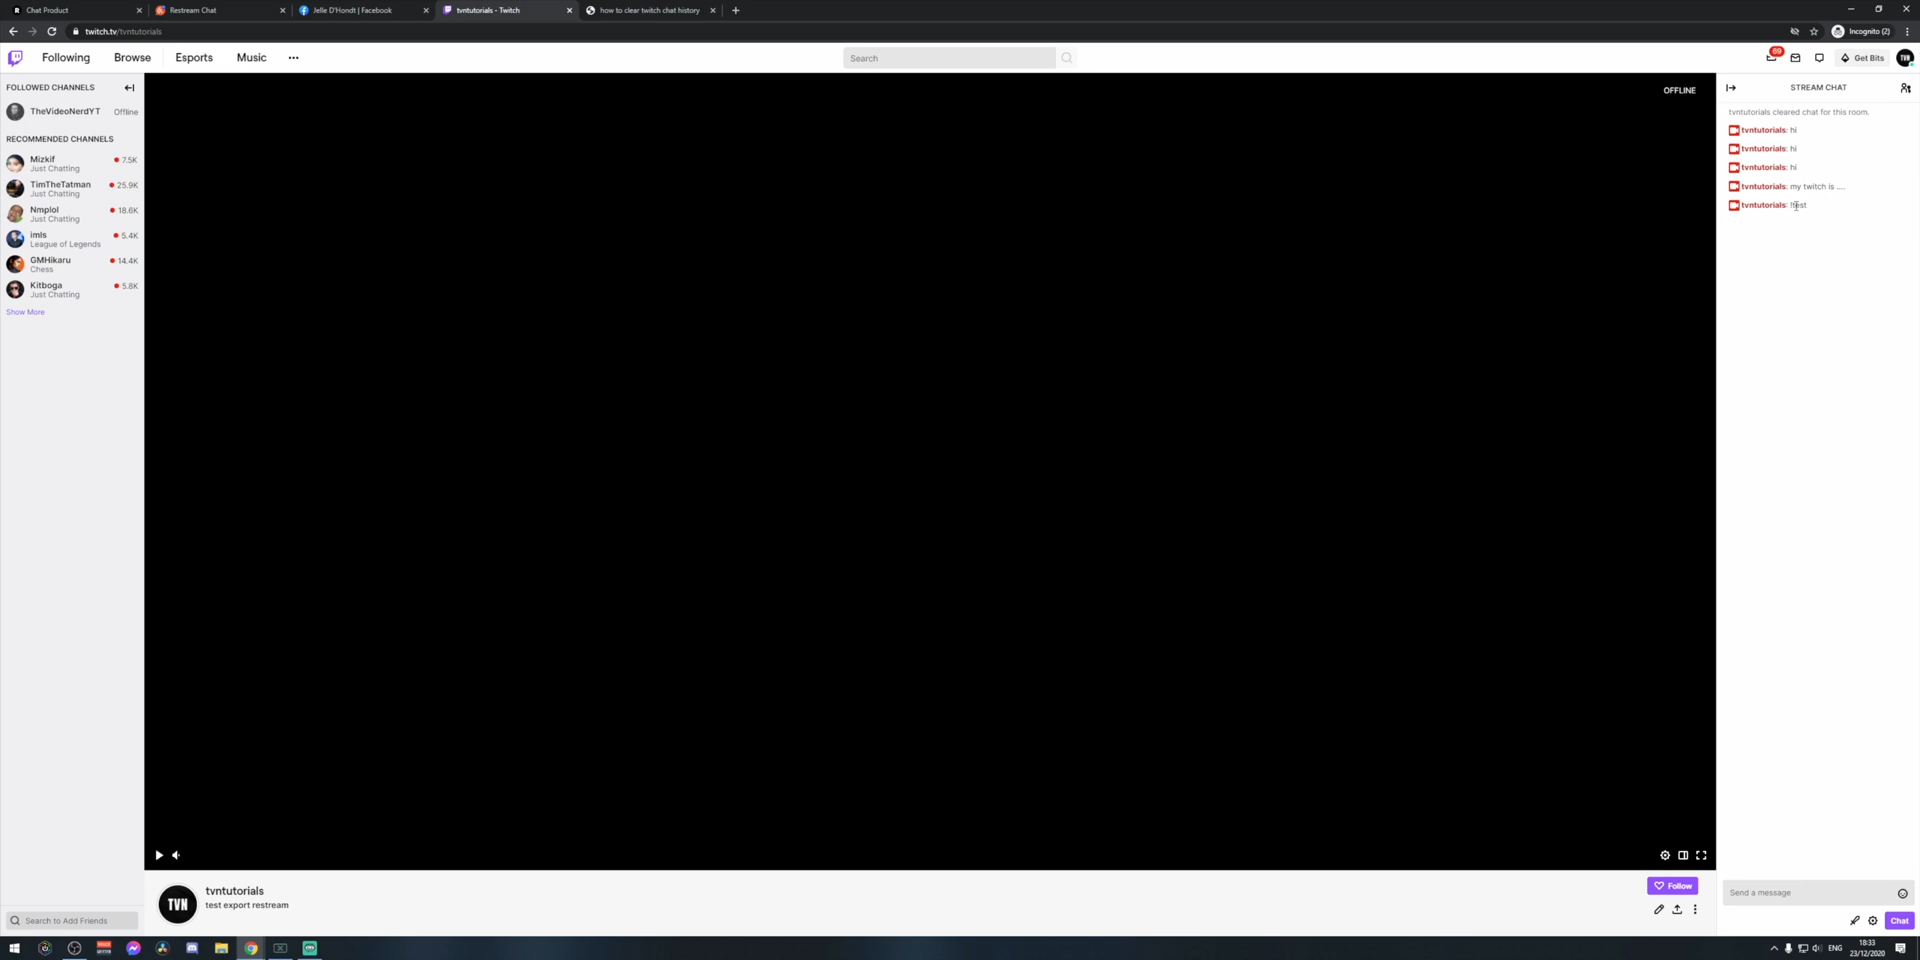 Chat Product
Restream Chat
Jelle D'Hondt | Facebook
tvntutorials - Twitch
how to clear twitch chat history
twitch.tv/tvntutorials
Incognito (2)
Following
Browse
Esports
Music
Search
69
Get Bits
TVN
FOLLOWED CHANNELS
TheVideoNerdYT
Offline
RECOMMENDED CHANNELS
Mizkif
7.5K
Just Chatting
TimTheTatman
25.9K
Just Chatting
Nmplol
18.6K
Just Chatting
imls
5.4K
League of Legends
GMHikaru
14.4K
Chess
Kitboga
5.8K
Just Chatting
Show More
OFFLINE
STREAM CHAT
tvntutorials cleared chat for this room.
tvntutorials: hi
tvntutorials: hi
tvntutorials: hi
tvntutorials: my twitch is ....
tvntutorials: !test
Send a message
Chat
TVN
tvntutorials
test export restream
Follow
Search to Add Friends
ENG
18:33
23/12/2020